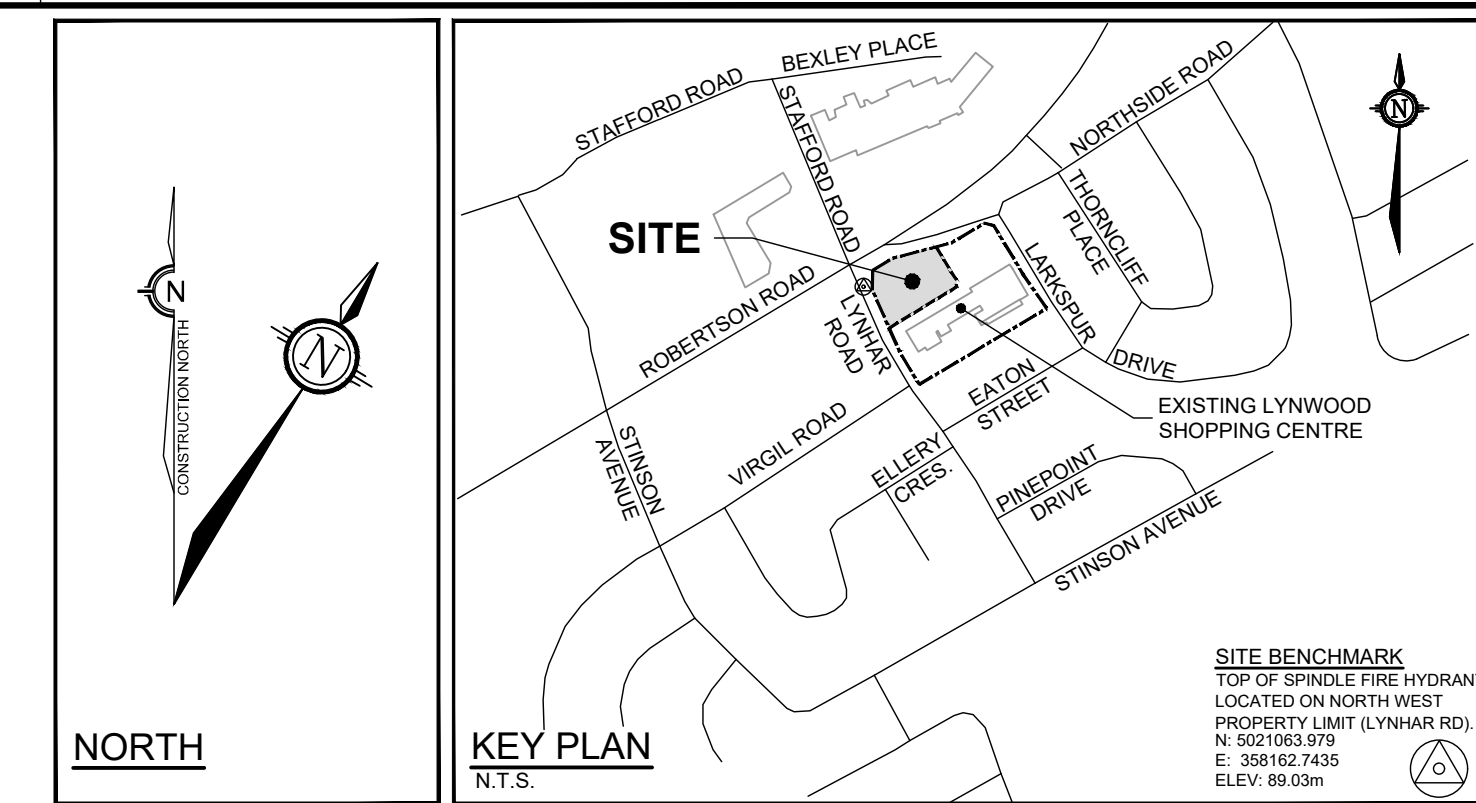 N
CONSTRUCTION NORTH
N
NORTH
BEXLEY PLACE
STAFFORD ROAD
STAFFORD ROAD
NORTHSIDE ROAD
N
THORNCLIFF
PLACE
SITE
LARKSPUR
DRIVE
ROBERTSON ROAD
LYNHAR
ROAD
EATON
STREET
EXISTING LYNWOOD
SHOPPING CENTRE
STINSON
AVENUE
VIRGIL ROAD
ELLERY
CRES.
PINEPOINT
DRIVE
STINSON AVENUE
SITE BENCHMARK
TOP OF SPINDLE FIRE HYDRANT
LOCATED ON NORTH WEST
PROPERTY LIMIT (LYNHAR RD).
N: 5021063.979
E: 358162.7435
ELEV: 89.03m
KEY PLAN
N.T.S.